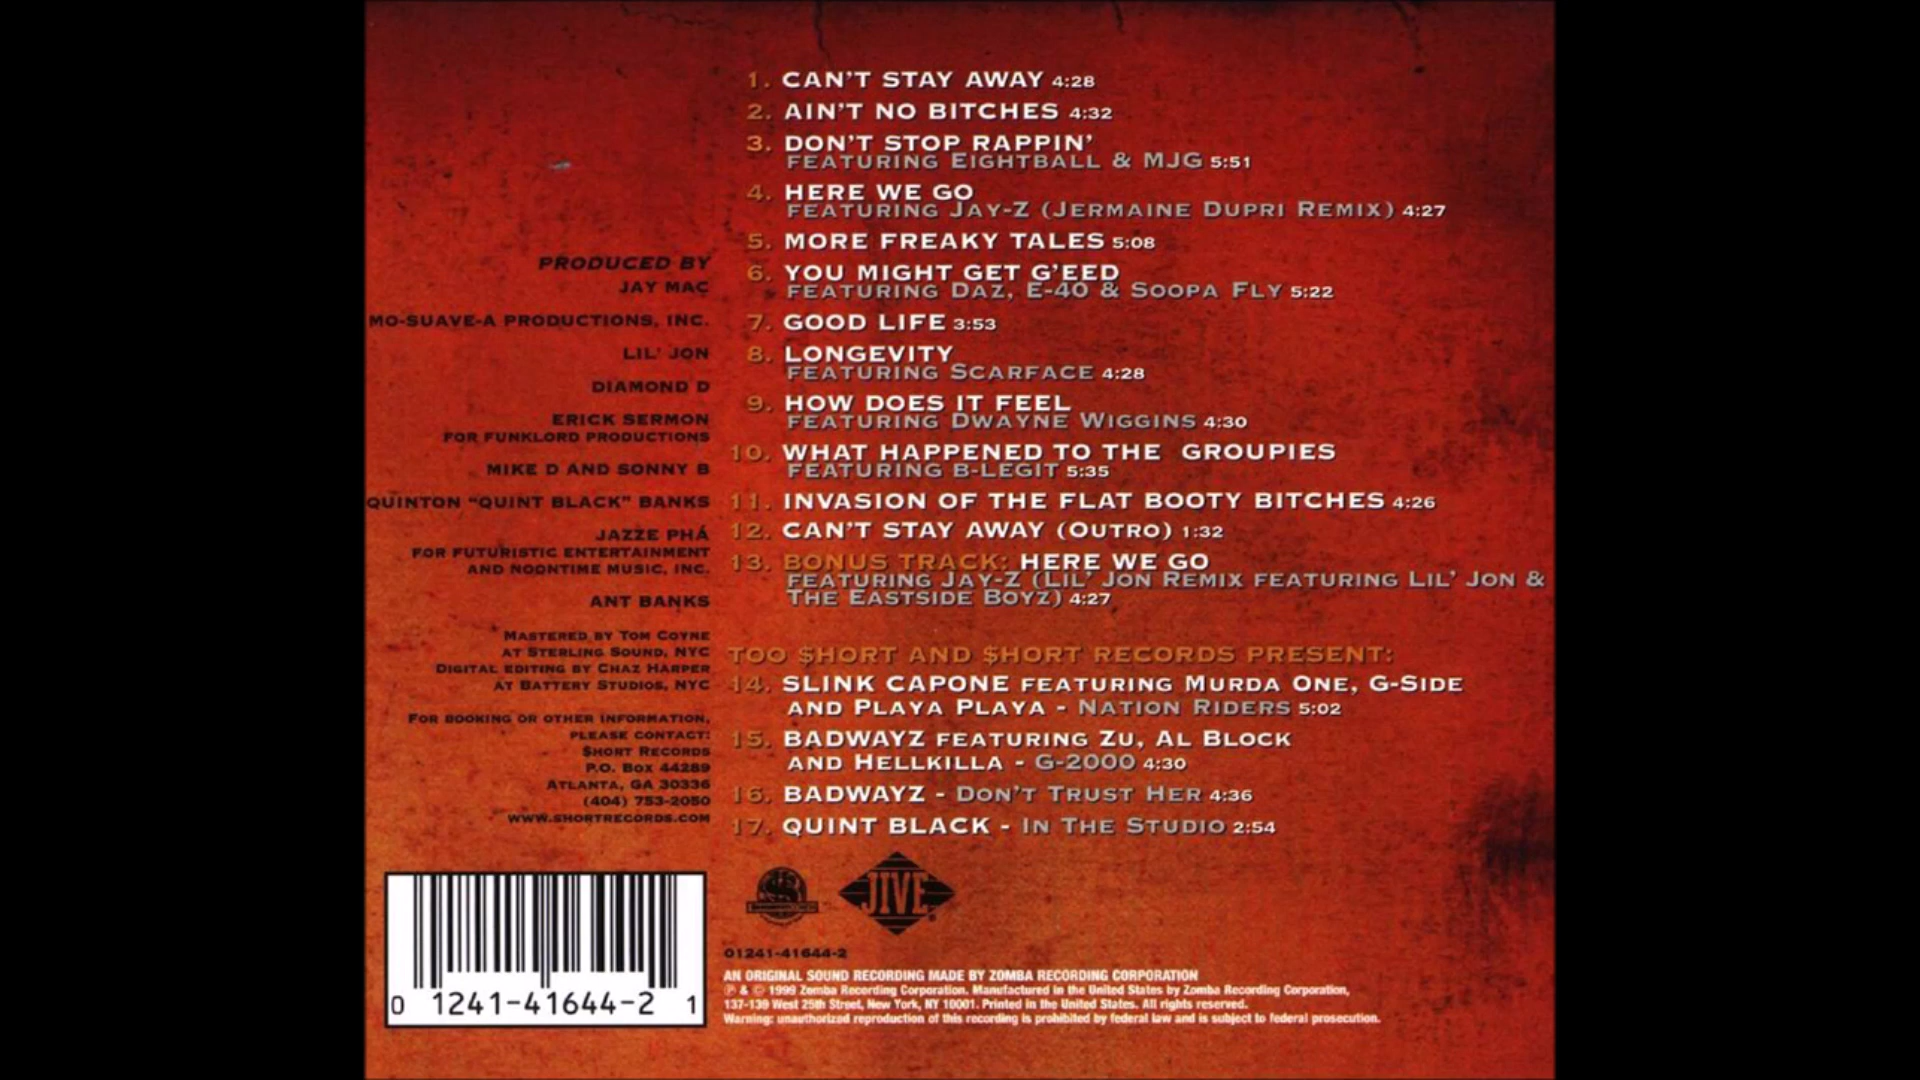 1. CAN'T STAY AWAY 4:28
2. AIN'T NO BITCHES 4:32
3. DON'T STOP RAPPIN'
FEATURING EIGHTBALL & MJG 5:51
4. HERE WE GO
FEATURING JAY-Z (JERMAINE DUPRI REMIX) 4:27
5. MORE FREAKY TALES 5:08
6. YOU MIGHT GET G'EED
FEATURING DAZ, E-40 & SOOPA FLY 5:22
7. GOOD LIFE 3:53
8. LONGEVITY
FEATURING SCARFACE 4:28
9. HOW DOES IT FEEL
FEATURING DWAYNE WIGGINS 4:30
10. WHAT HAPPENED TO THE GROUPIES
FEATURING B-LEGIT 5:35
11. INVASION OF THE FLAT BOOTY BITCHES 4:26
12. CAN'T STAY AWAY (OUTRO) 1:32
13. BONUS TRACK: HERE WE GO
FEATURING JAY-Z (LIL' JON REMIX FEATURING LIL' JON &
THE EASTSIDE BOYZ) 4:27
TOO $HORT AND $HORT RECORDS PRESENT:
14. SLINK CAPONE FEATURING MURDA ONE, G-SIDE
AND PLAYA PLAYA - NATION RIDERS 5:02
15. BADWAYZ FEATURING ZU, AL BLOCK
AND HELLKILLA - G-2000 4:30
16. BADWAYZ - DON'T TRUST HER 4:36
17. QUINT BLACK - IN THE STUDIO 2:54
PRODUCED BY
JAY MAC
MO-SUAVE-A PRODUCTIONS, INC.
LIL' JON
DIAMOND D
ERICK SERMON
FOR FUNKLORD PRODUCTIONS
MIKE D AND SONNY B
QUINTON "QUINT BLACK" BANKS
JAZZE PHÁ
FOR FUTURISTIC ENTERTAINMENT
AND NOONTIME MUSIC, INC.
ANT BANKS
MASTERED BY TOM COYNE
AT STERLING SOUND, NYC
DIGITAL EDITING BY CHAZ HARPER
AT BATTERY STUDIOS, NYC
FOR BOOKING OR OTHER INFORMATION,
PLEASE CONTACT:
$HORT RECORDS
P.O. BOX 44289
ATLANTA, GA 30336
(404) 753-2050
WWW.SHORTRECORDS.COM
0 1241-41644-2 1
JIVE
01241-41644-2
AN ORIGINAL SOUND RECORDING MADE BY ZOMBA RECORDING CORPORATION
℗ & © 1999 Zomba Recording Corporation. Manufactured in the United States by Zomba Recording Corporation,
137-139 West 25th Street, New York, NY 10001. Printed in the United States. All rights reserved.
Warning: unauthorized reproduction of this recording is prohibited by federal law and is subject to federal prosecution.